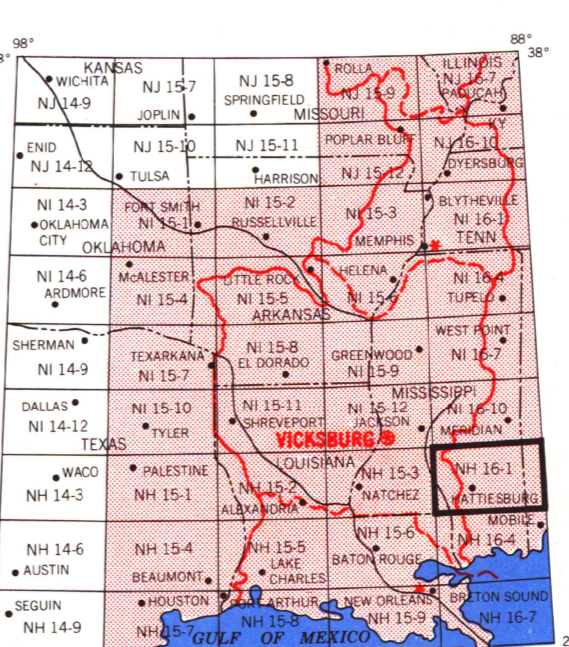 98°
88°
8°
38°
KANSAS
WICHITA
NJ 14-9
NJ 15-7
JOPLIN
NJ 15-8
SPRINGFIELD
MISSOURI
ROLLA
NJ 15-9
ILLINOIS
NJ 16-7
PADUCAH
KY
ENID
NJ 14-12
NJ 15-10
TULSA
NJ 15-11
HARRISON
POPLAR BLUFF
NJ 15-12
NJ 16-10
DYERSBURG
NI 14-3
OKLAHOMA
CITY
OKLAHOMA
FORT SMITH
NI 15-1
NI 15-2
RUSSELLVILLE
NI 15-3
MEMPHIS
BLYTHEVILLE
NI 16-1
TENN
NI 14-6
ARDMORE
McALESTER
NI 15-4
LITTLE ROCK
NI 15-5
ARKANSAS
HELENA
NI 15-6
NI 16-4
TUPELO
SHERMAN
NI 14-9
TEXARKANA
NI 15-7
NI 15-8
EL DORADO
GREENWOOD
NI 15-9
WEST POINT
NI 16-7
MISSISSIPPI
DALLAS
NI 14-12
TEXAS
NI 15-10
TYLER
NI 15-11
SHREVEPORT
NI 15-12
JACKSON
NI 16-10
MERIDIAN
VICKSBURG
LOUISIANA
WACO
NH 14-3
PALESTINE
NH 15-1
NH 15-2
ALEXANDRIA
NH 15-3
NATCHEZ
NH 16-1
HATTIESBURG
MOBILE
NH 16-4
NH 14-6
AUSTIN
NH 15-4
BEAUMONT
NH 15-5
LAKE
CHARLES
NH 15-6
BATON ROUGE
SEGUIN
NH 14-9
HOUSTON
NH 15-7
PORT ARTHUR
NH 15-8
NEW ORLEANS
NH 15-9
BRETON SOUND
NH 16-7
GULF OF MEXICO
2